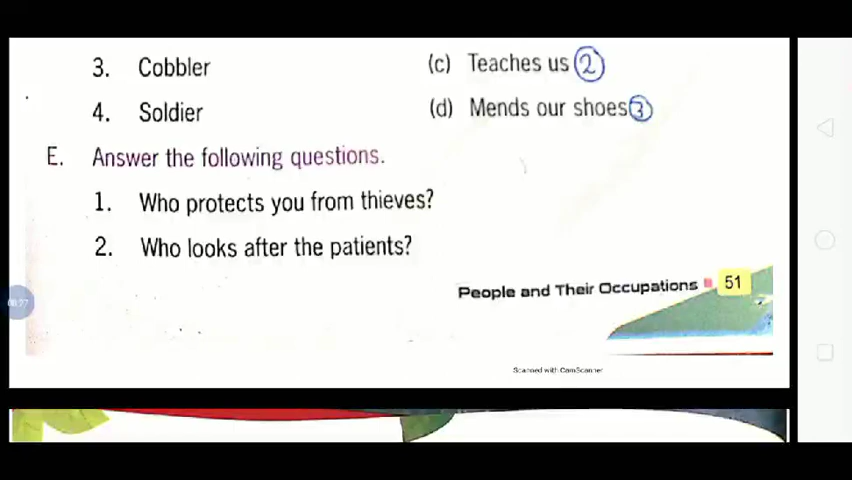 3. Cobbler (c) Teaches us 2
4. Soldier (d) Mends our shoes 3
E. Answer the following questions.
1. Who protects you from thieves?
2. Who looks after the patients?
People and Their Occupations 51
Scanned with CamScanner